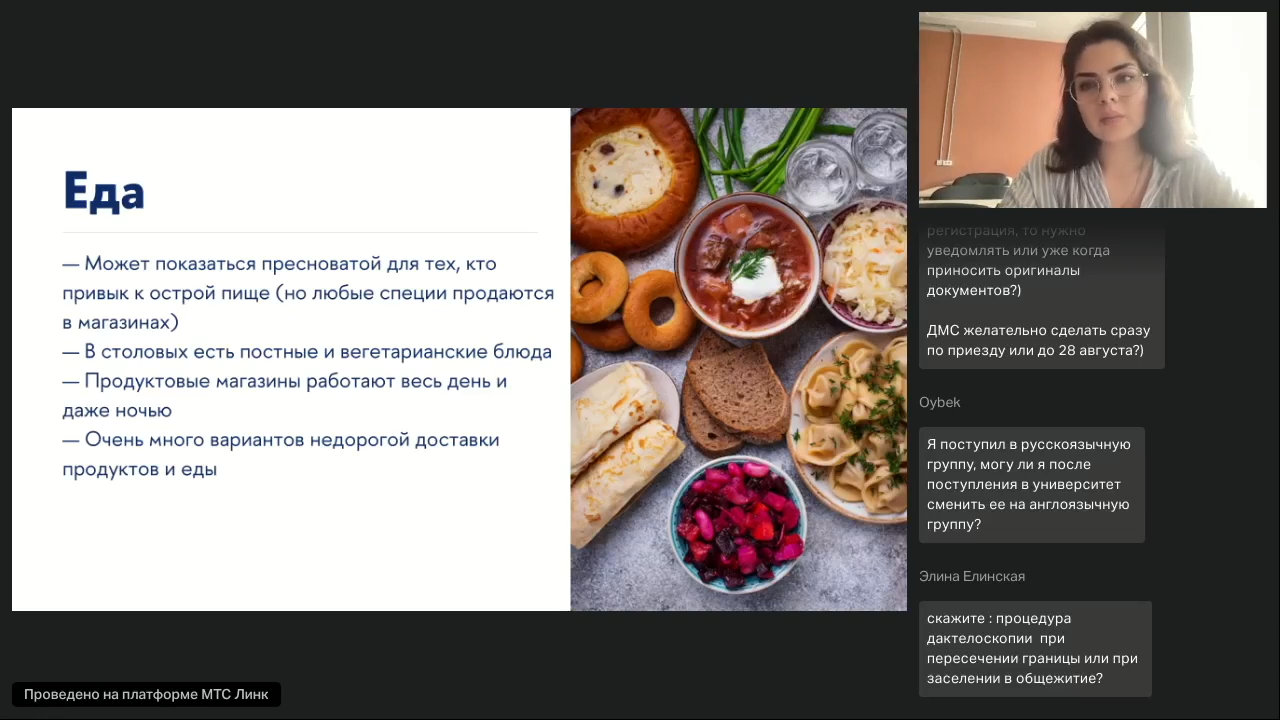 Еда
— Может показаться пресноватой для тех, кто
привык к острой пище (но любые специи продаются
в магазинах)
— В столовых есть постные и вегетарианские блюда
— Продуктовые магазины работают весь день и
даже ночью
— Очень много вариантов недорогой доставки
продуктов и еды
Проведено на платформе МТС Линк
регистрация, то нужно
уведомлять или уже когда
приносить оригиналы
документов?)
ДМС желательно сделать сразу
по приезду или до 28 августа?)
Oybek
Я поступил в русскоязычную
группу, могу ли я после
поступления в университет
сменить ее на англоязычную
группу?
Элина Елинская
скажите : процедура
дактелоскопии  при
пересечении границы или при
заселении в общежитие?